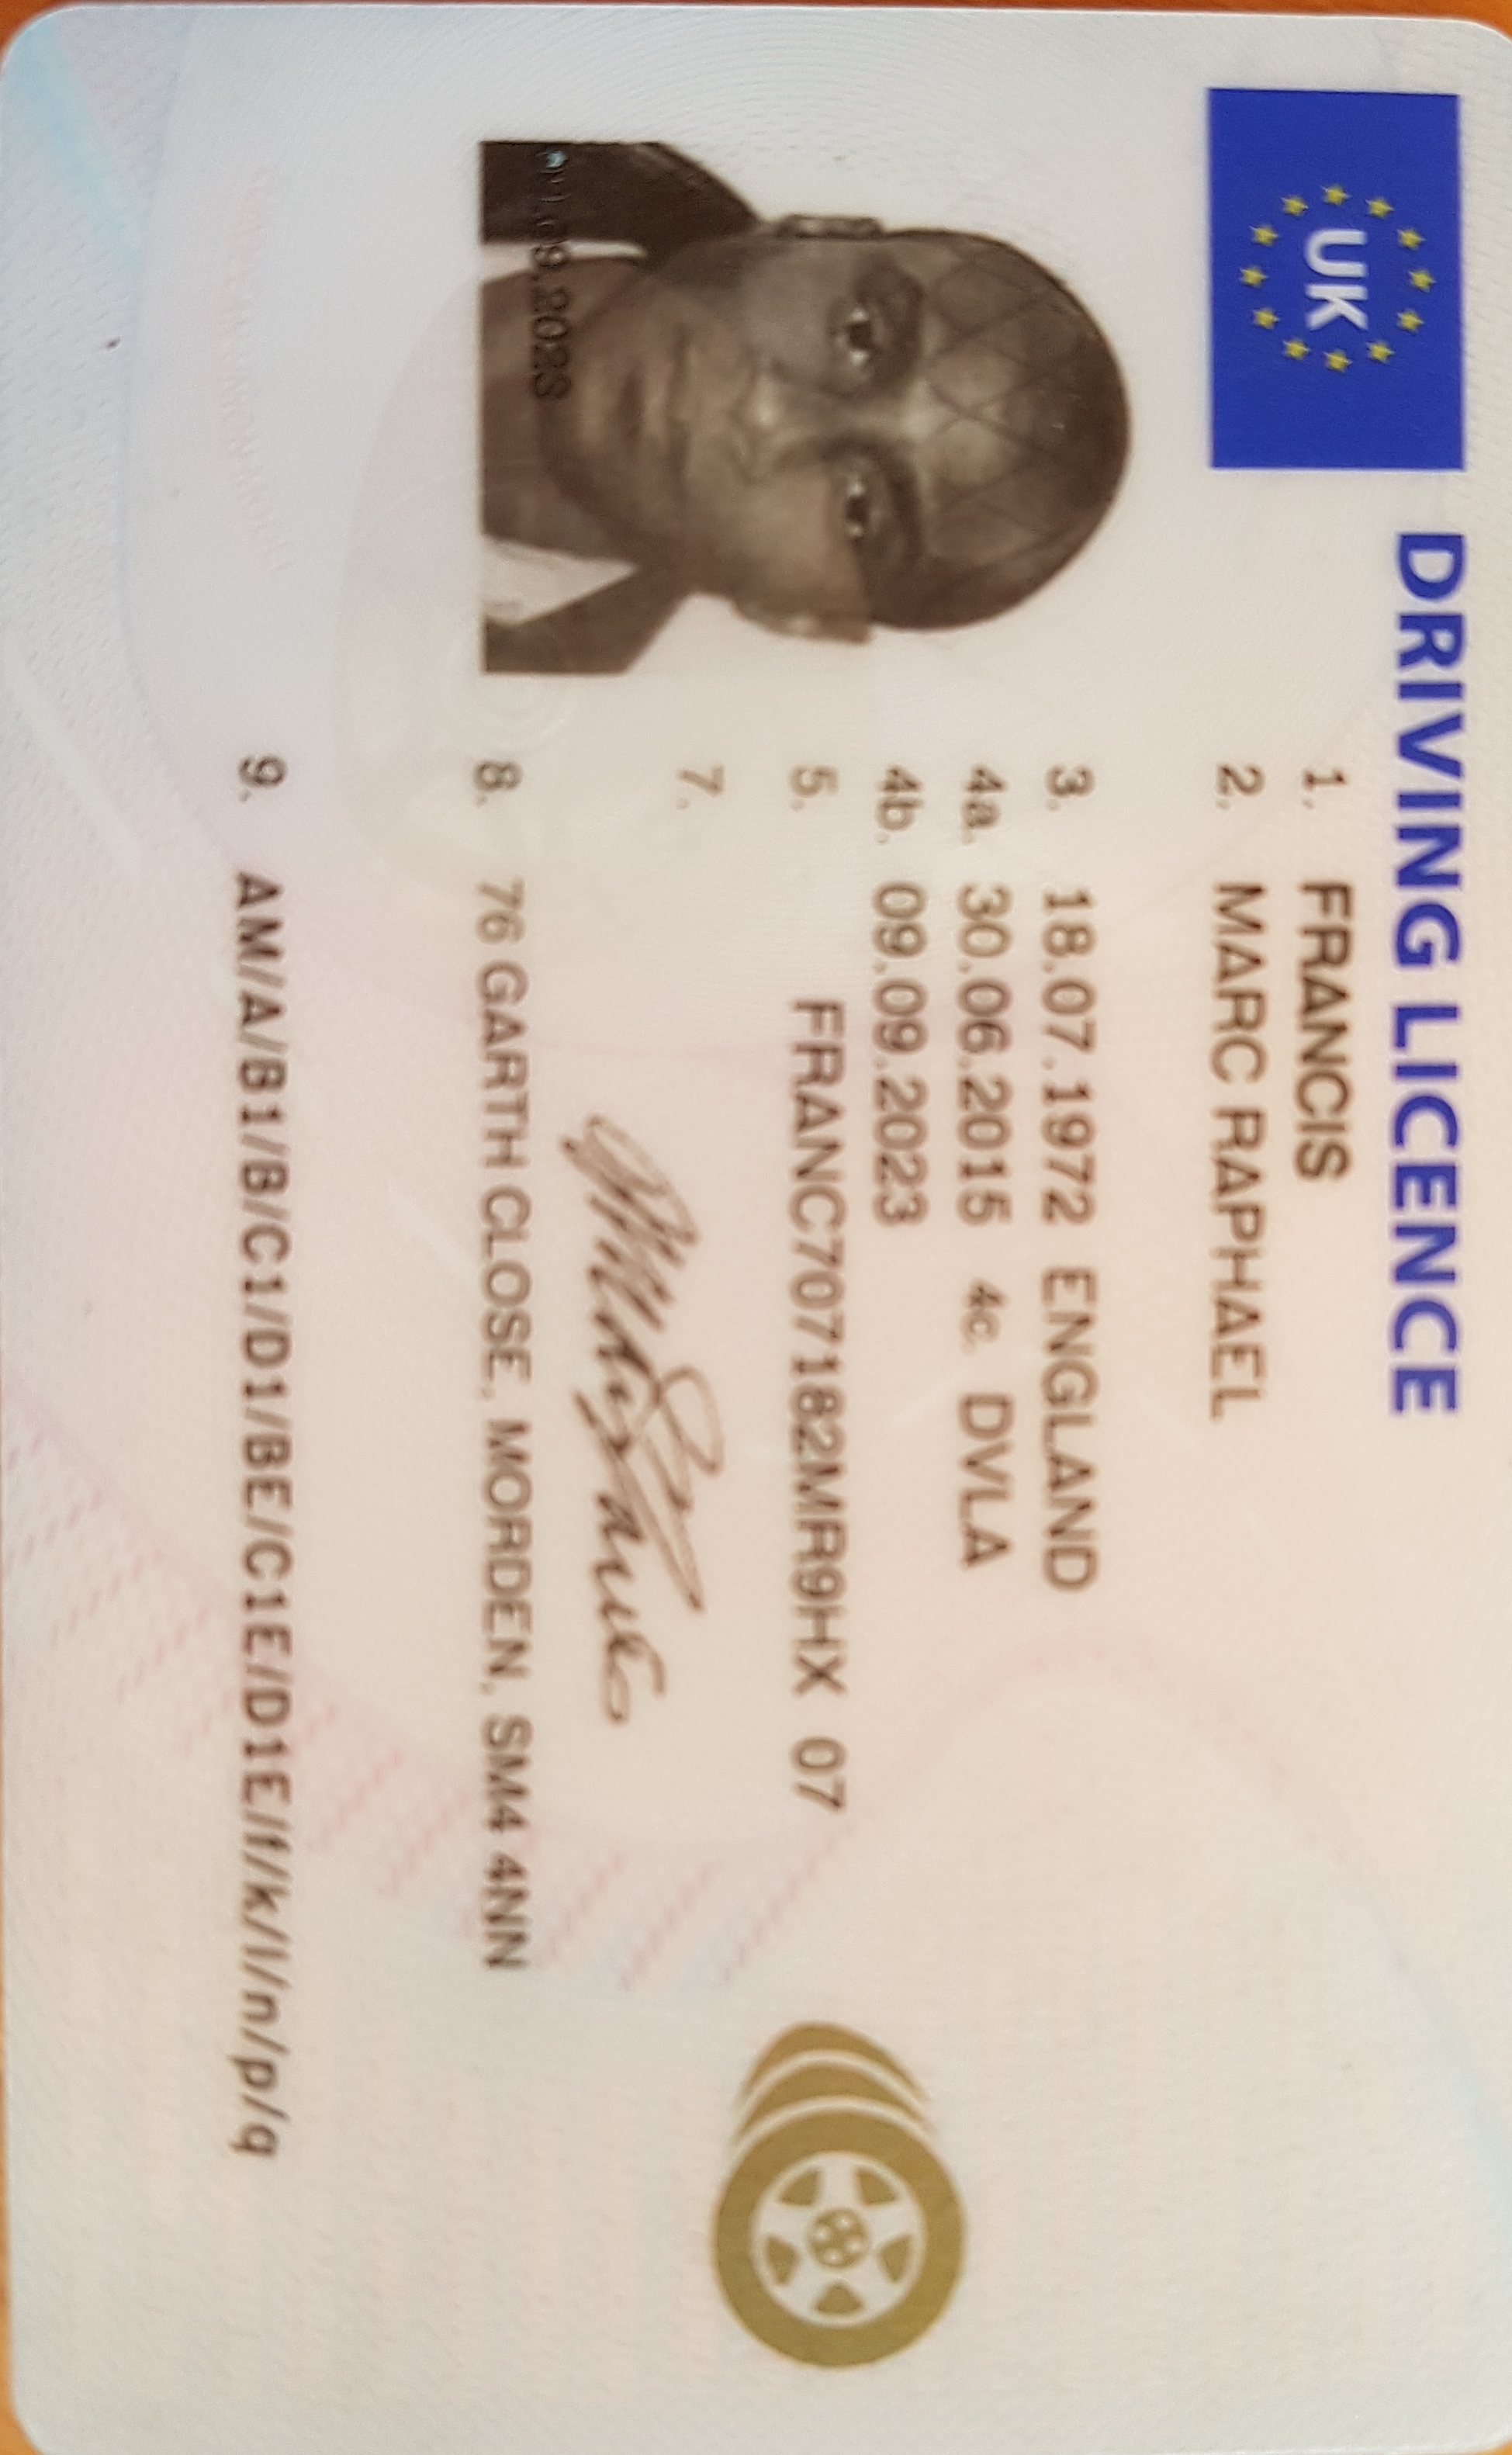 UK
DRIVING LICENCE
1. FRANCIS
2. MARC RAPHAEL
3. 18.07.1972 ENGLAND
4a. 30.06.2015 4c. DVLA
4b. 09.09.2023
5. FRANC707182MR9HX 07
7.
09.2023
8. 76 GARTH CLOSE, MORDEN, SM4 4NN
9. AM/A/B1/B/C1/D1/BE/C1E/D1E/f/k/l/n/p/q